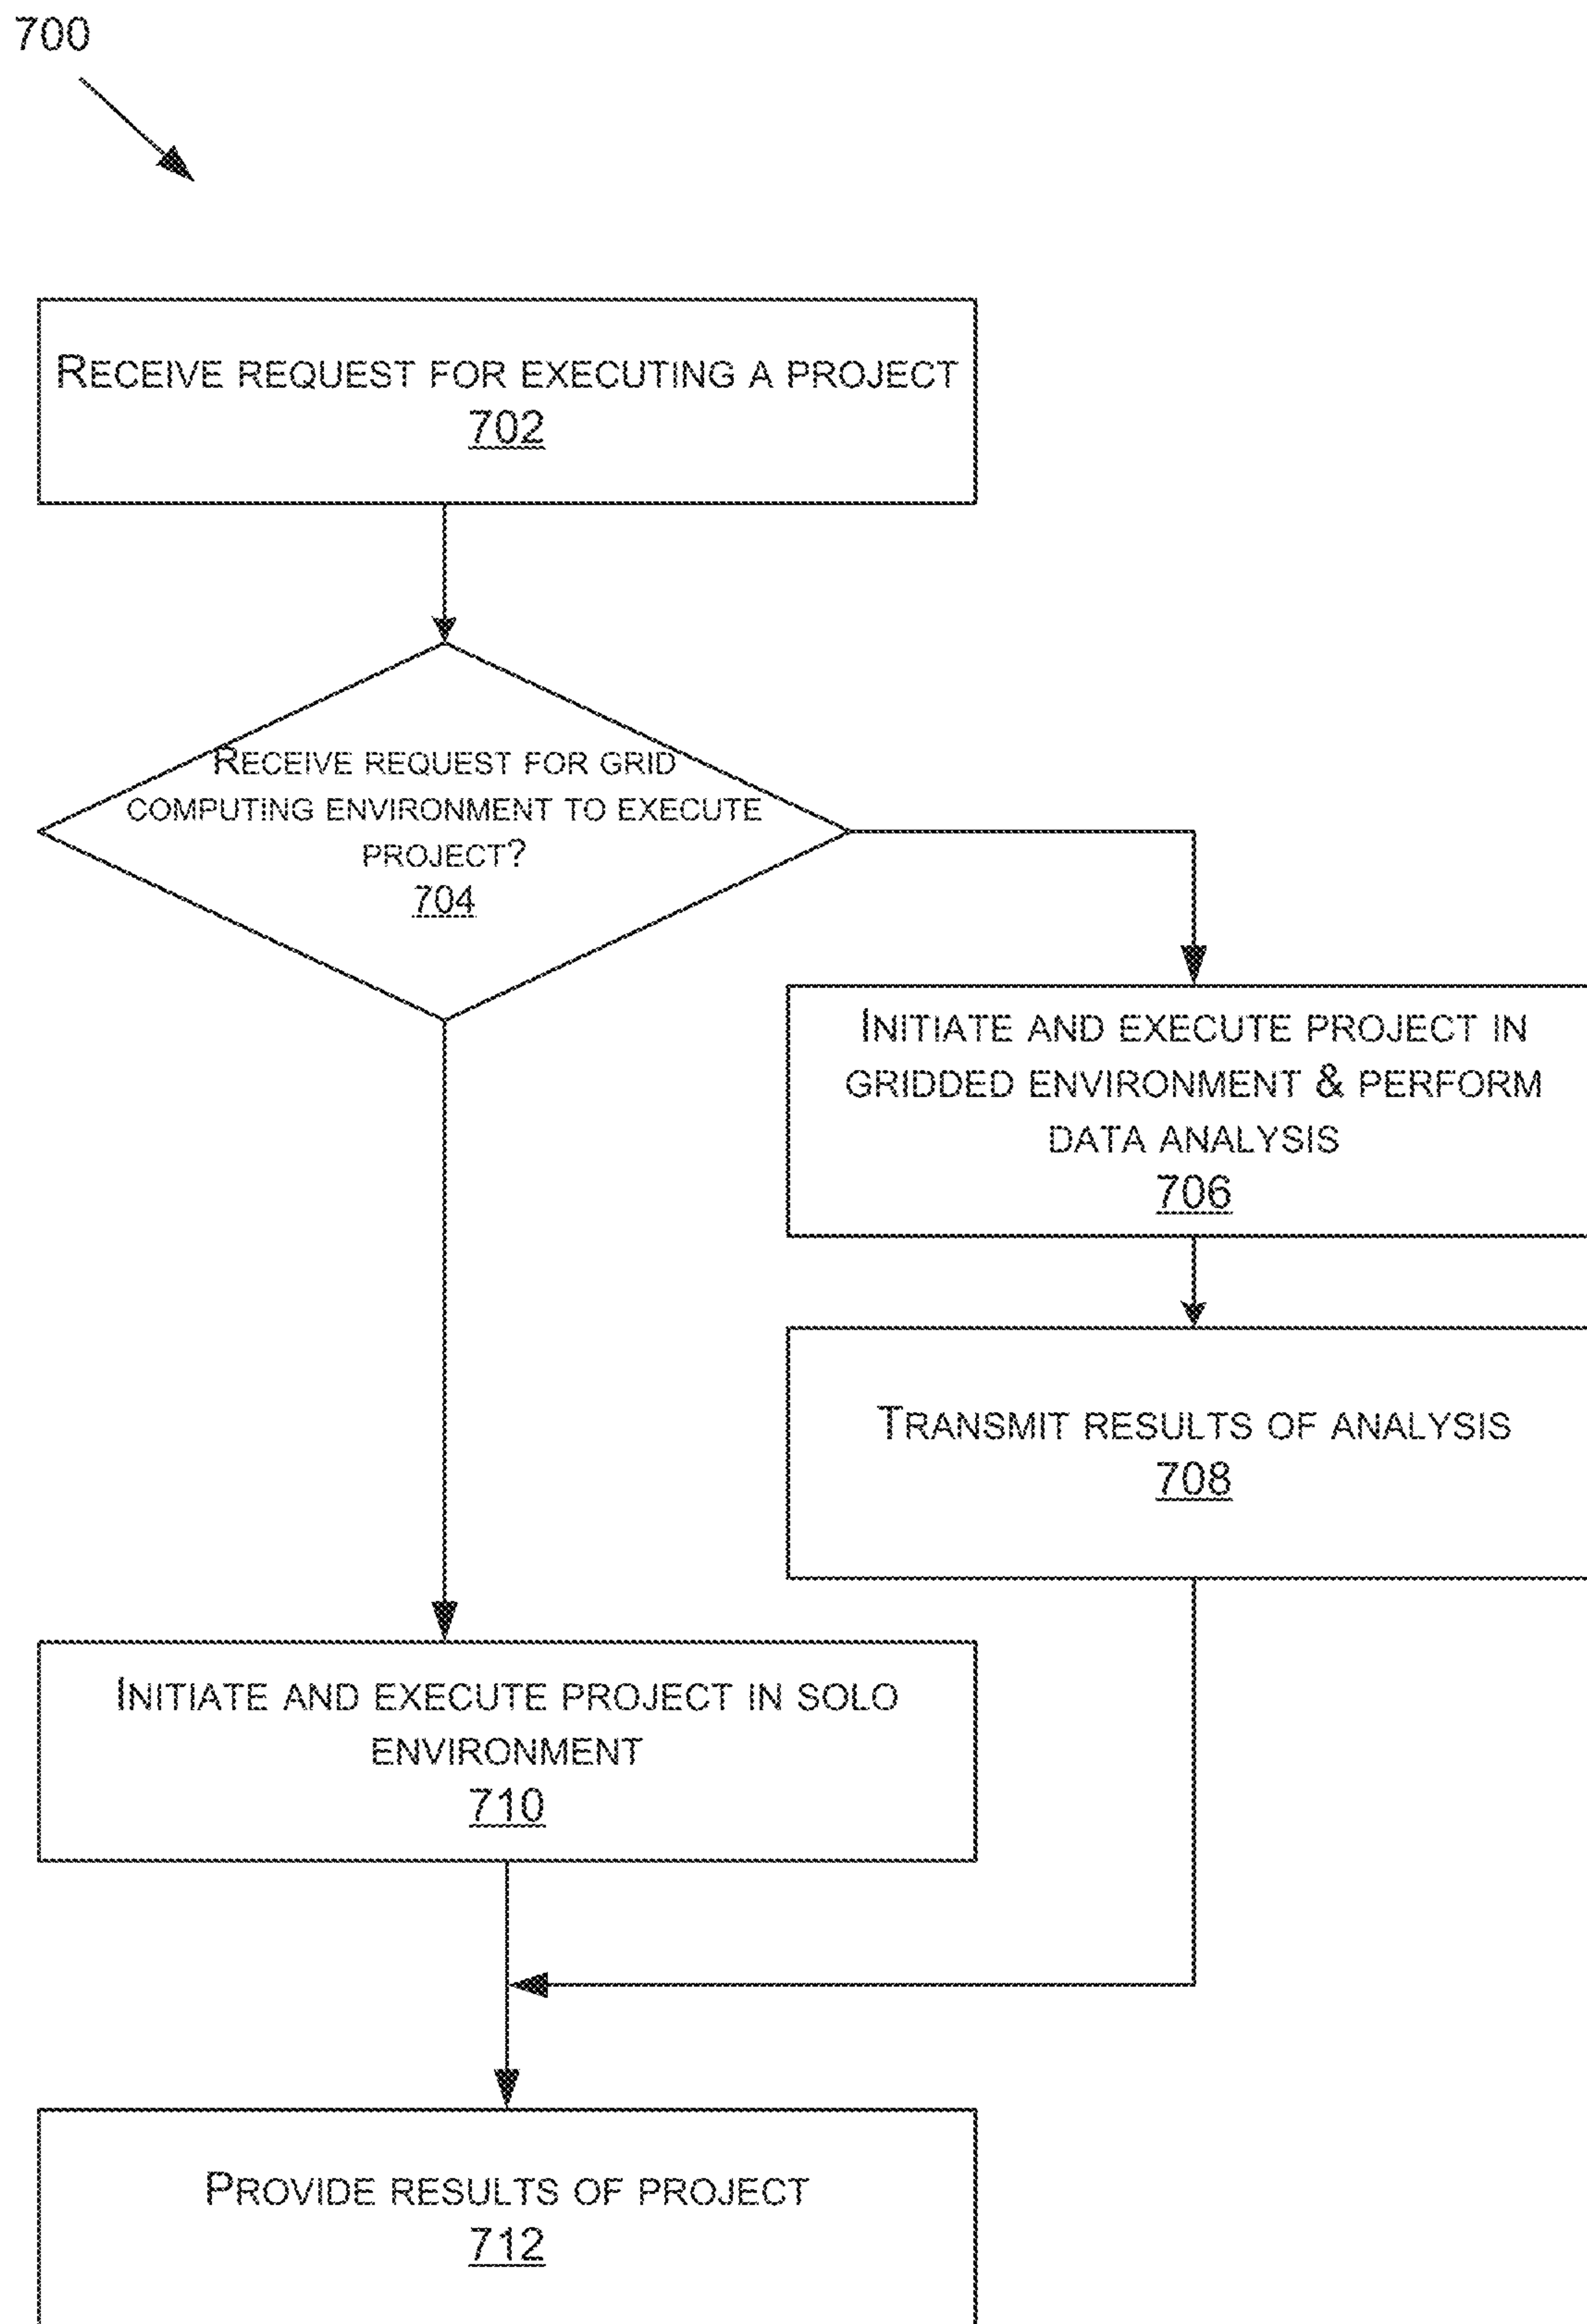 700
RECEIVE REQUEST FOR EXECUTING A PROJECT
702
RECEIVE REQUEST FOR GRID
COMPUTING ENVIRONMENT TO EXECUTE
PROJECT?
704
INITIATE AND EXECUTE PROJECT IN
GRIDDED ENVIRONMENT & PERFORM
DATA ANALYSIS
706
TRANSMIT RESULTS OF ANALYSIS
708
INITIATE AND EXECUTE PROJECT IN SOLO
ENVIRONMENT
710
PROVIDE RESULTS OF PROJECT
712